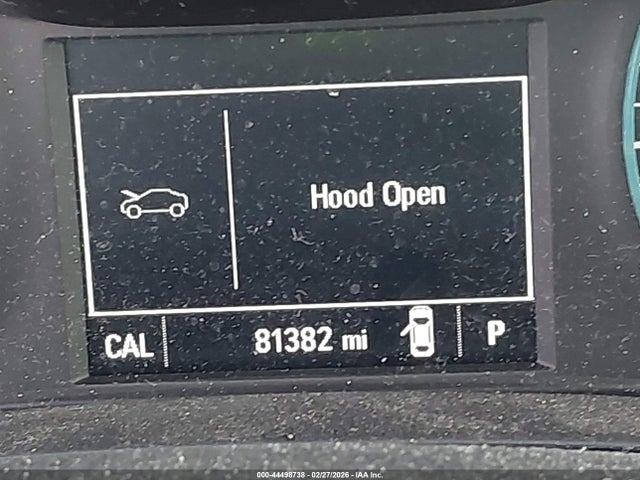 Hood Open
CAL 81382 mi P
000-44498738 - 02/27/2026 - IAA Inc.